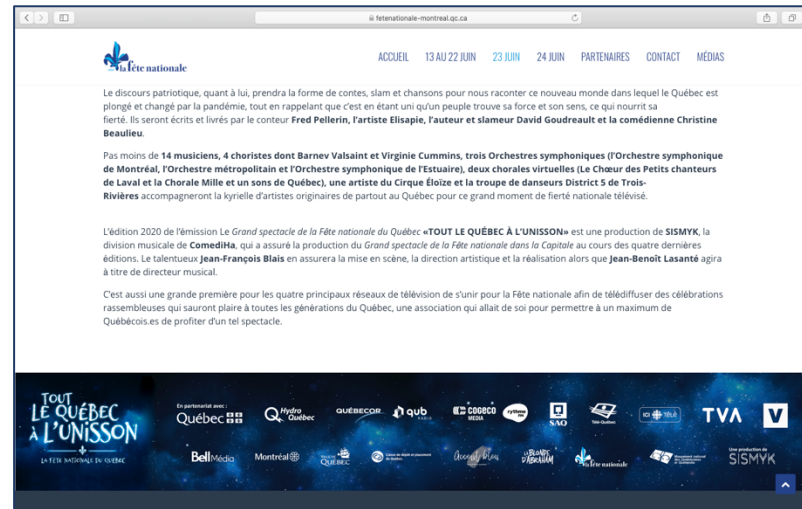 fetenationale-montreal.qc.ca
la fête nationale
ACCUEIL 13 AU 22 JUIN 23 JUIN 24 JUIN PARTENAIRES CONTACT MÉDIAS
Le discours patriotique, quant à lui, prendra la forme de contes, slam et chansons pour nous raconter ce nouveau monde dans lequel le Québec est
plongé et changé par la pandémie, tout en rappelant que c'est en étant uni qu'un peuple trouve sa force et son sens, ce qui nourrit sa
fierté. Ils seront écrits et livrés par le conteur Fred Pellerin, l'artiste Elisapie, l'auteur et slameur David Goudreault et la comédienne Christine
Beaulieu.
Pas moins de 14 musiciens, 4 choristes dont Barnev Valsaint et Virginie Cummins, trois Orchestres symphoniques (l'Orchestre symphonique
de Montréal, l'Orchestre métropolitain et l'Orchestre symphonique de l'Estuaire), deux chorales virtuelles (Le Chœur des Petits chanteurs
de Laval et la Chorale Mille et un sons de Québec), une artiste du Cirque Éloïze et la troupe de danseurs District 5 de Trois-
Rivières accompagneront la kyrielle d'artistes originaires de partout au Québec pour ce grand moment de fierté nationale télévisé.
L'édition 2020 de l'émission Le Grand spectacle de la Fête nationale du Québec «TOUT LE QUÉBEC À L'UNISSON» est une production de SISMYK, la
division musicale de ComediHa, qui a assuré la production du Grand spectacle de la Fête nationale dans la Capitale au cours des quatre dernières
éditions. Le talentueux Jean-François Blais en assurera la mise en scène, la direction artistique et la réalisation alors que Jean-Benoît Lasanté agira
à titre de directeur musical.
C'est aussi une grande première pour les quatre principaux réseaux de télévision de s'unir pour la Fête nationale afin de télédiffuser des célébrations
rassembleuses qui sauront plaire à toutes les générations du Québec, une association qui allait de soi pour permettre à un maximum de
Québécois.es de profiter d'un tel spectacle.
TOUT
LE QUÉBEC
À L'UNISSON
LA FÊTE NATIONALE DU QUÉBEC
En partenariat avec :
Québec Hydro Québec QUÉBECOR qub RADIO COGECO MEDIA rythme SAQ Télé-Québec ICI TÉLÉ TVA V
Bell Média Montréal QUÉBEC Caisse de dépôt et placement du Québec LA BLONDE D'ABRAHAM la fête nationale
Une production de
SISMYK